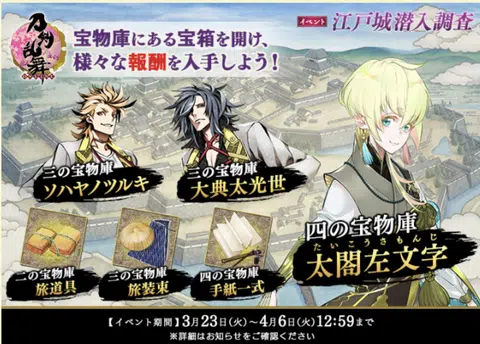 刀剣乱舞
イベント 江戸城潜入調査
宝物庫にある宝箱を開け、
様々な報酬を入手しよう!
三の宝物庫
ソハヤノツルキ
三の宝物庫
大典太光世
四の宝物庫
たいこうさもんじ
太閤左文字
二の宝物庫
旅道具
三の宝物庫
旅装束
四の宝物庫
手紙一式
【イベント期間】3月23日(火)~4月6日(火)12:59まで
※詳細はお知らせをご確認ください